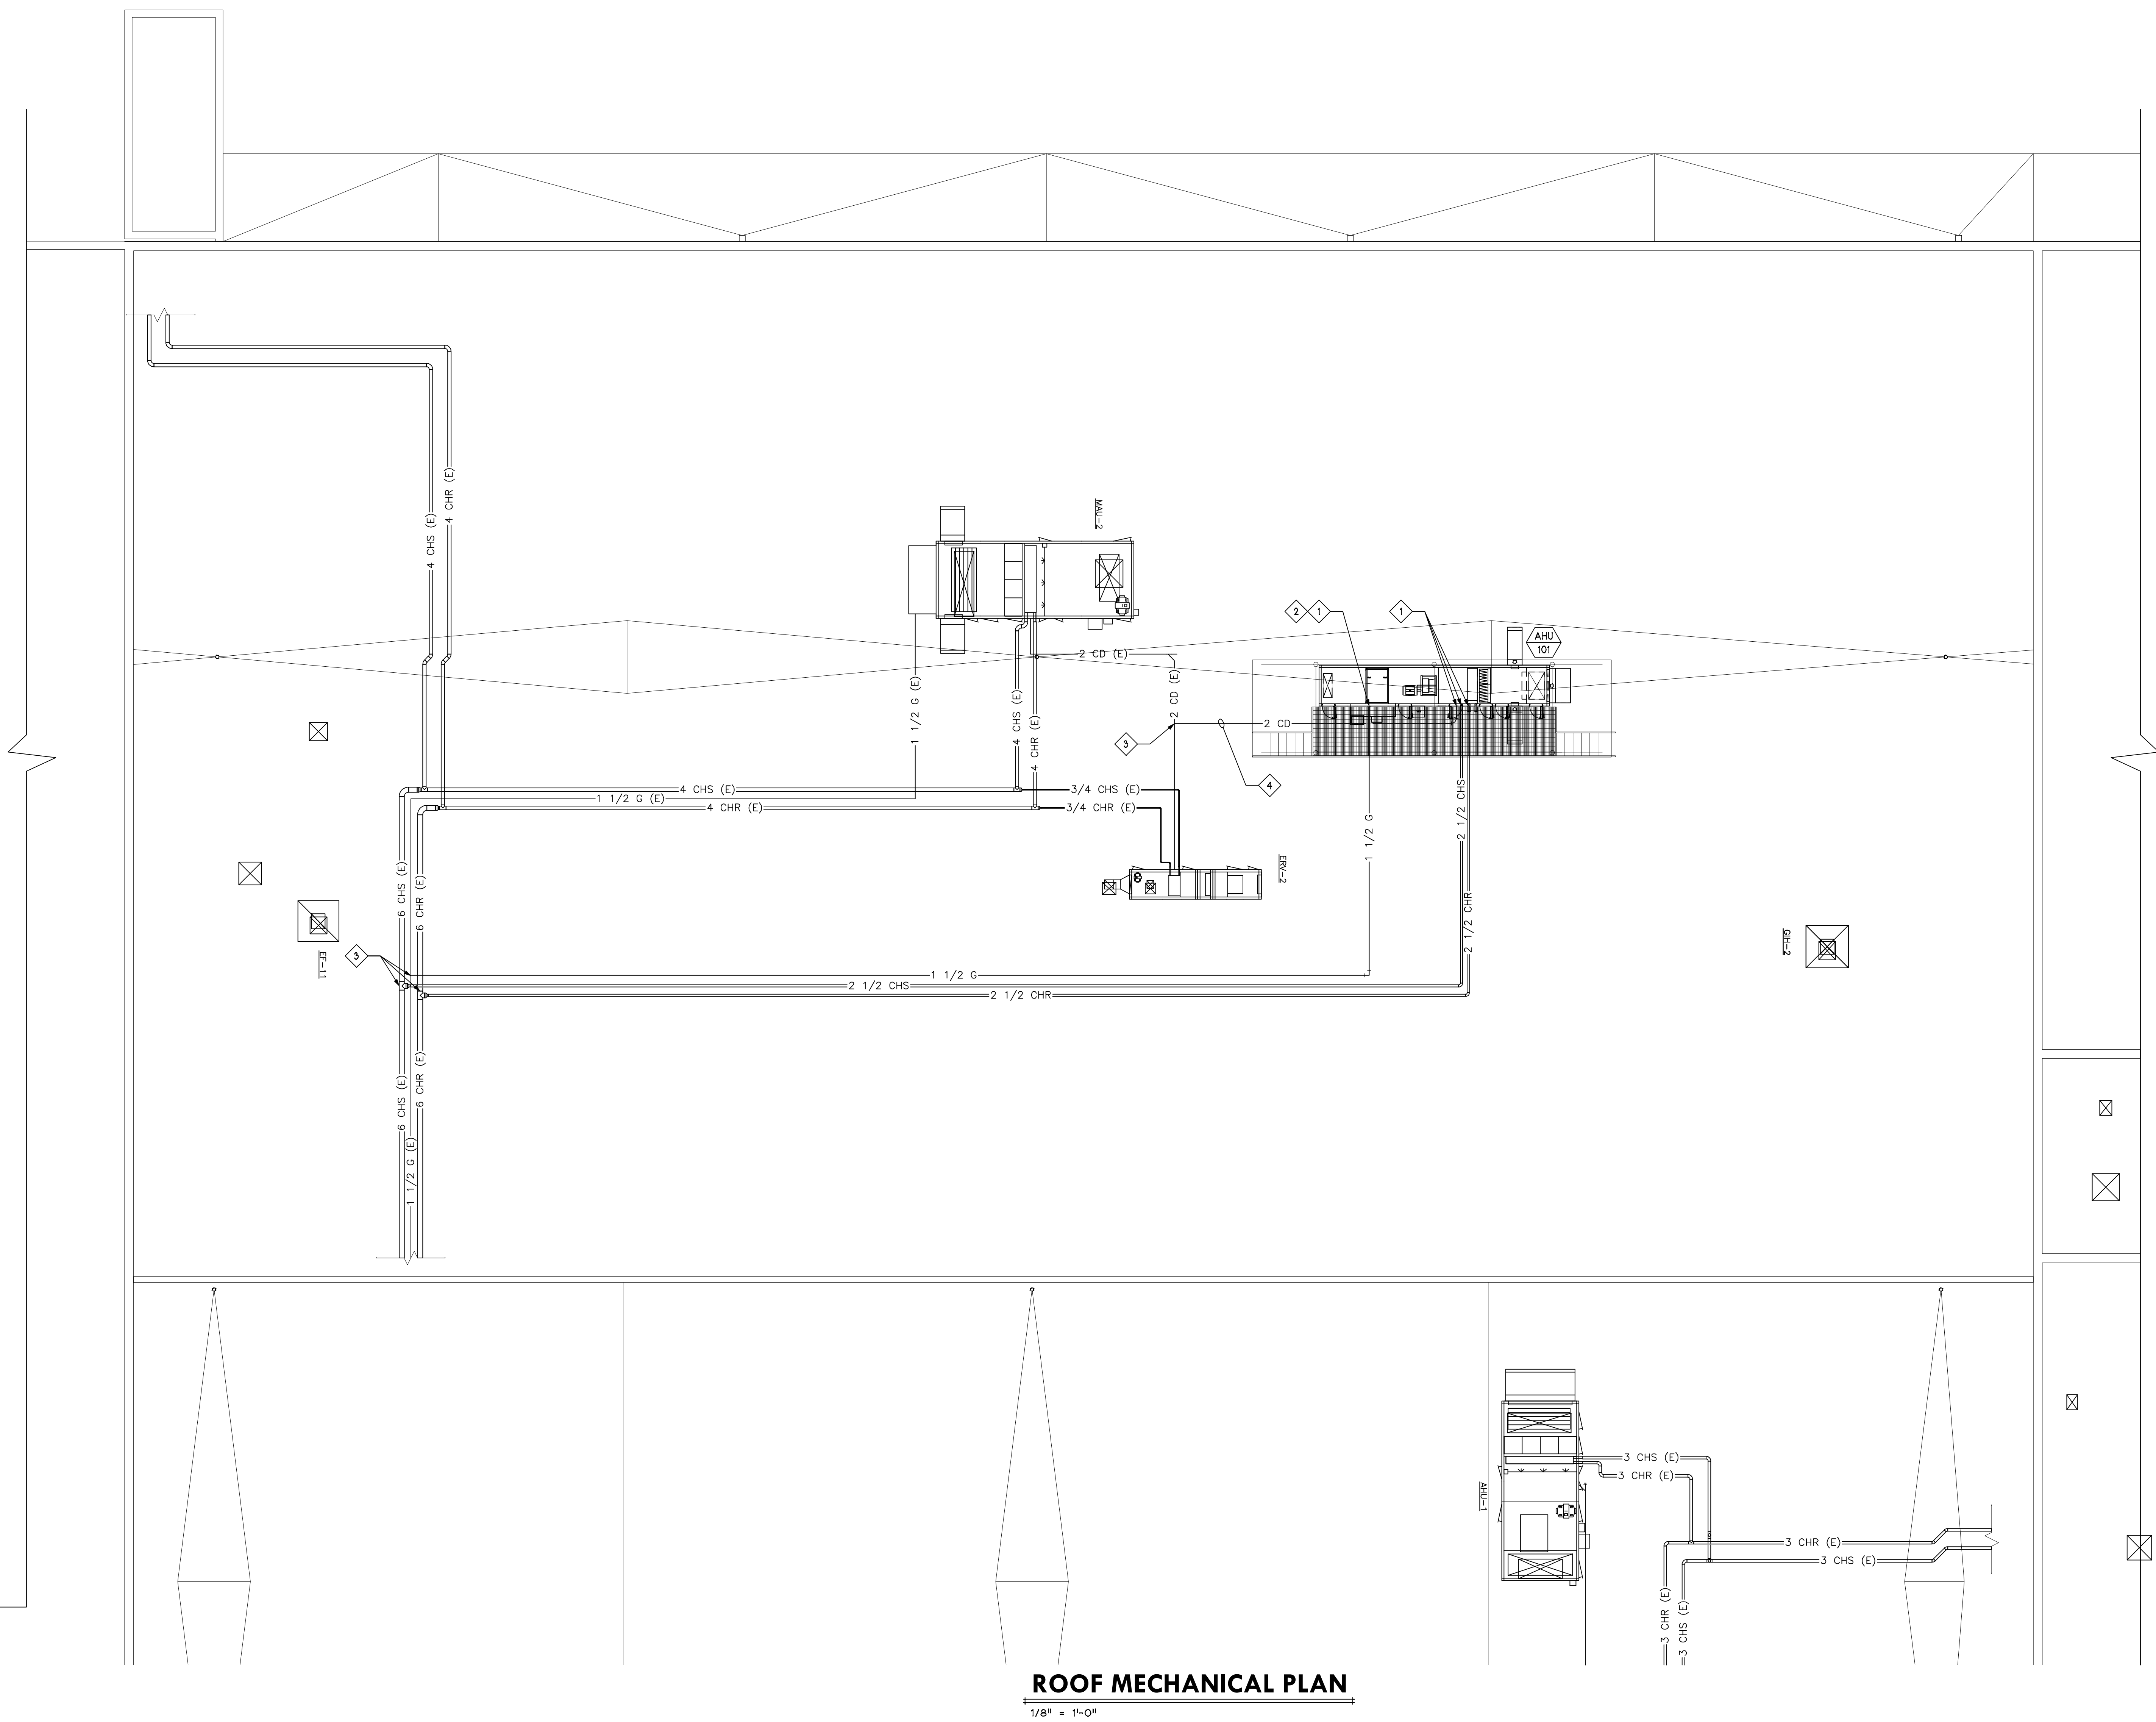 4 CHR (E)
4 CHS (E)
MAU-2
2
1
1
AHU
101
2 CD (E)
2 CD (E)
1 1/2 G (E)
4 CHS (E)
4 CHR (E)
2 CD
3
4
4 CHS (E)
3/4 CHS (E)
1 1/2 G (E)
4 CHR (E)
3/4 CHR (E)
2 1/2 CHS
1 1/2 G
ERV-2
6 CHS (E)
6 CHR (E)
2 1/2 CHR
EF-11
3
GIH-2
1 1/2 G
2 1/2 CHS
2 1/2 CHR
6 CHS (E)
6 CHR (E)
1 1/2 G (E)
3 CHS (E)
3 CHR (E)
AHU-1
3 CHR (E)
3 CHS (E)
3 CHR (E)
3 CHS (E)
ROOF MECHANICAL PLAN
1/8" = 1'-0"